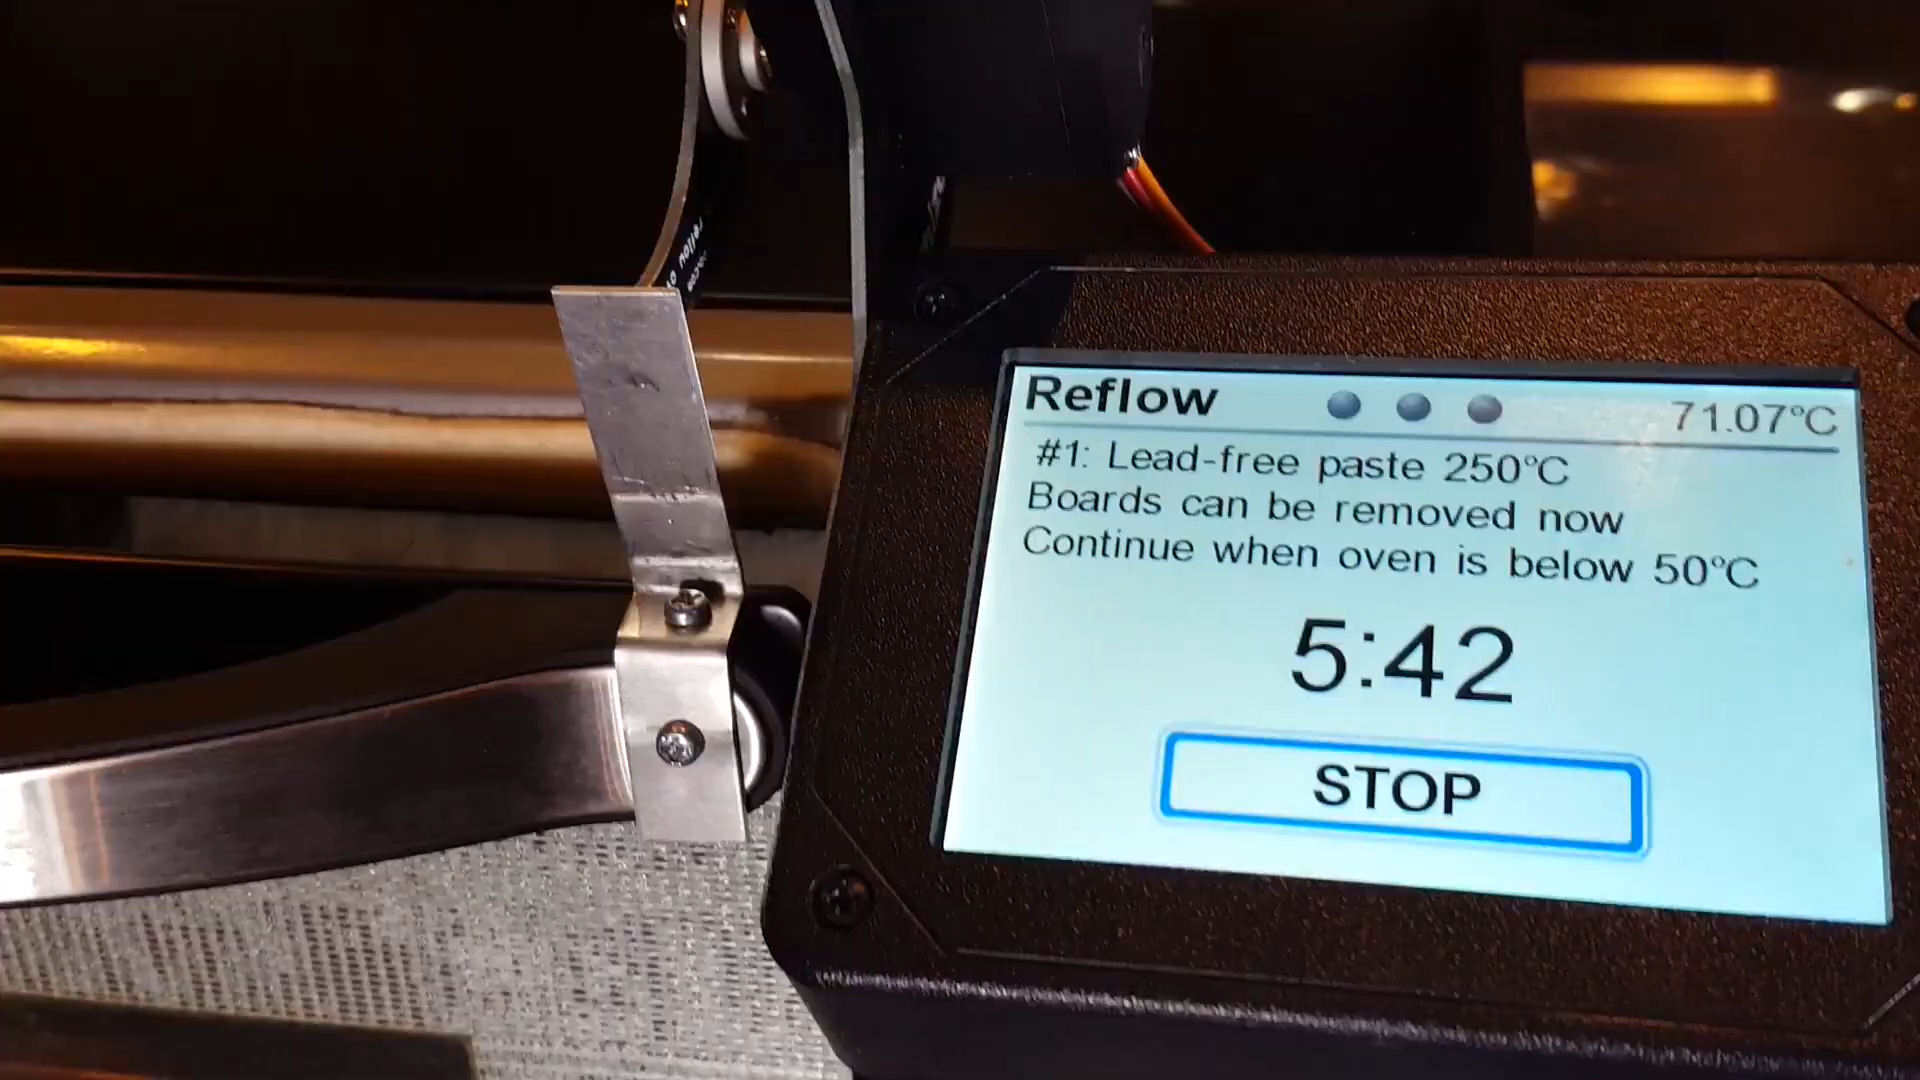 Reflow 71.07°C
#1: Lead-free paste 250°C
Boards can be removed now
Continue when oven is below 50°C
5:42
STOP